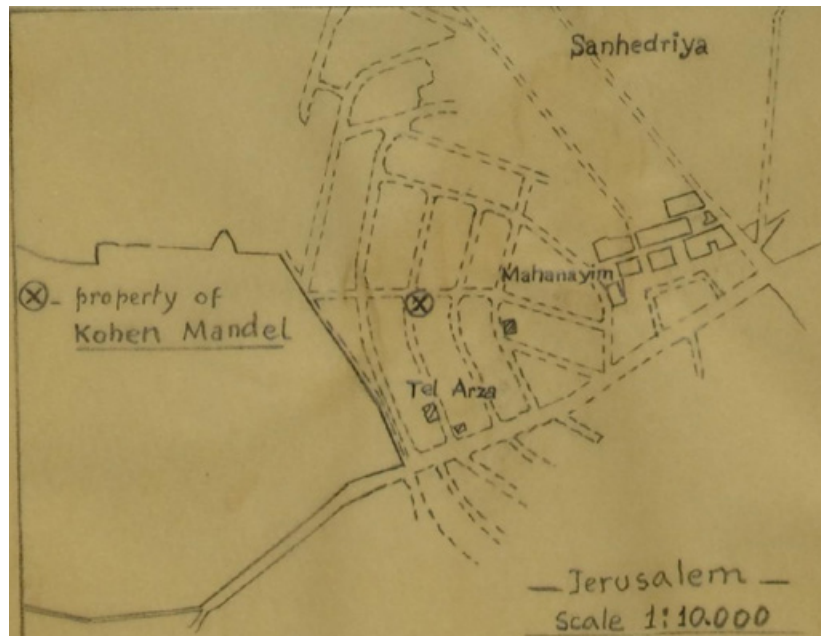 Sanhedriya
Mahanayim
⊗- property of
Kohen Mandel
Tel Arza
— Jerusalem —
Scale 1:10.000